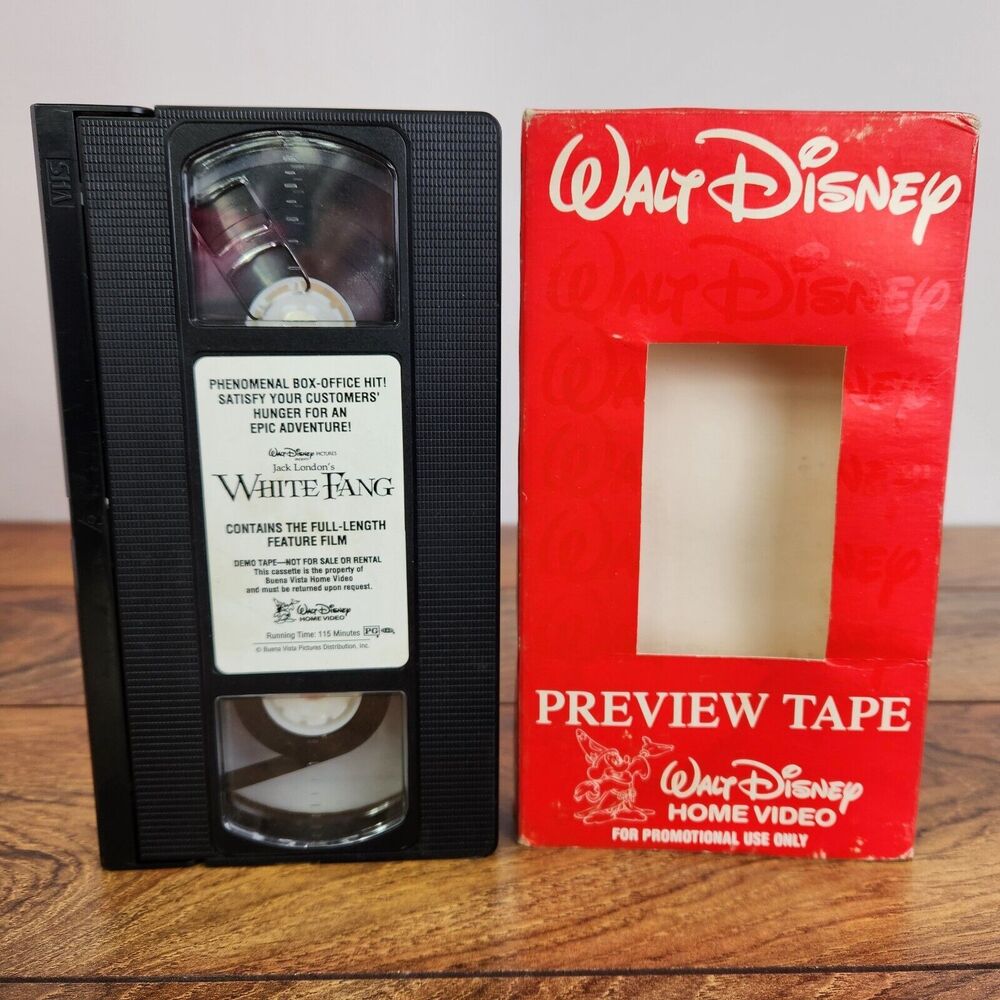 VHS
PHENOMENAL BOX-OFFICE HIT!
SATISFY YOUR CUSTOMERS'
HUNGER FOR AN
EPIC ADVENTURE!
WALT DISNEY PICTURES
PRESENTS
Jack London's
WHITE FANG
CONTAINS THE FULL-LENGTH
FEATURE FILM
DEMO TAPE—NOT FOR SALE OR RENTAL
This cassette is the property of
Buena Vista Home Video
and must be returned upon request.
WALT DISNEY
HOME VIDEO
Running Time: 115 Minutes PG
© Buena Vista Pictures Distribution, Inc.
WALT DISNEY
WALT DISNEY
PREVIEW TAPE
WALT DISNEY
HOME VIDEO
FOR PROMOTIONAL USE ONLY